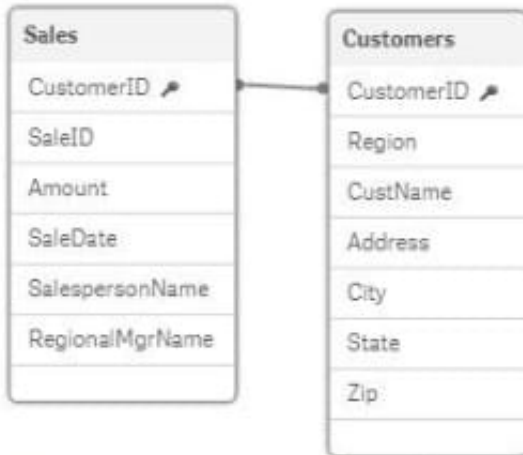 Sales
CustomerID
SaleID
Amount
SaleDate
SalespersonName
RegionalMgrName
Customers
CustomerID
Region
CustName
Address
City
State
Zip